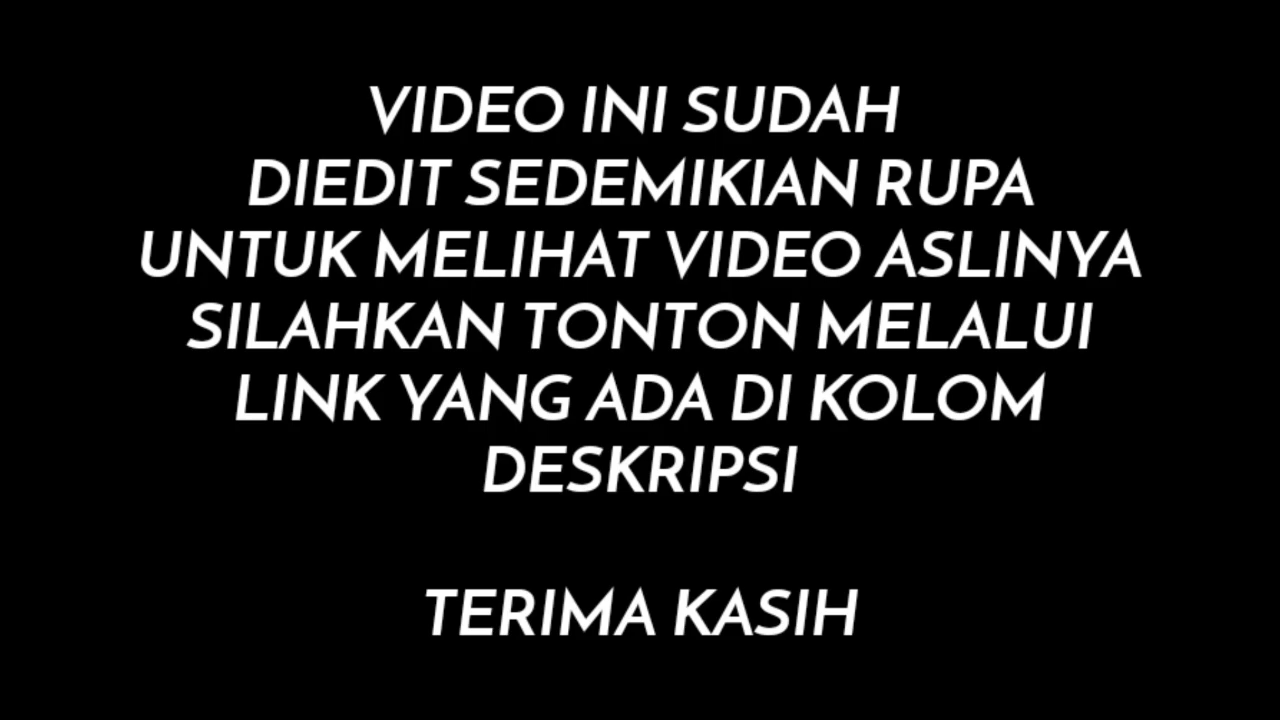 VIDEO INI SUDAH
DIEDIT SEDEMIKIAN RUPA
UNTUK MELIHAT VIDEO ASLINYA
SILAHKAN TONTON MELALUI
LINK YANG ADA DI KOLOM
DESKRIPSI
TERIMA KASIH